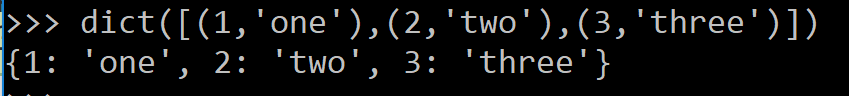 >>> dict([(1,'one'),(2,'two'),(3,'three')])
{1: 'one', 2: 'two', 3: 'three'}